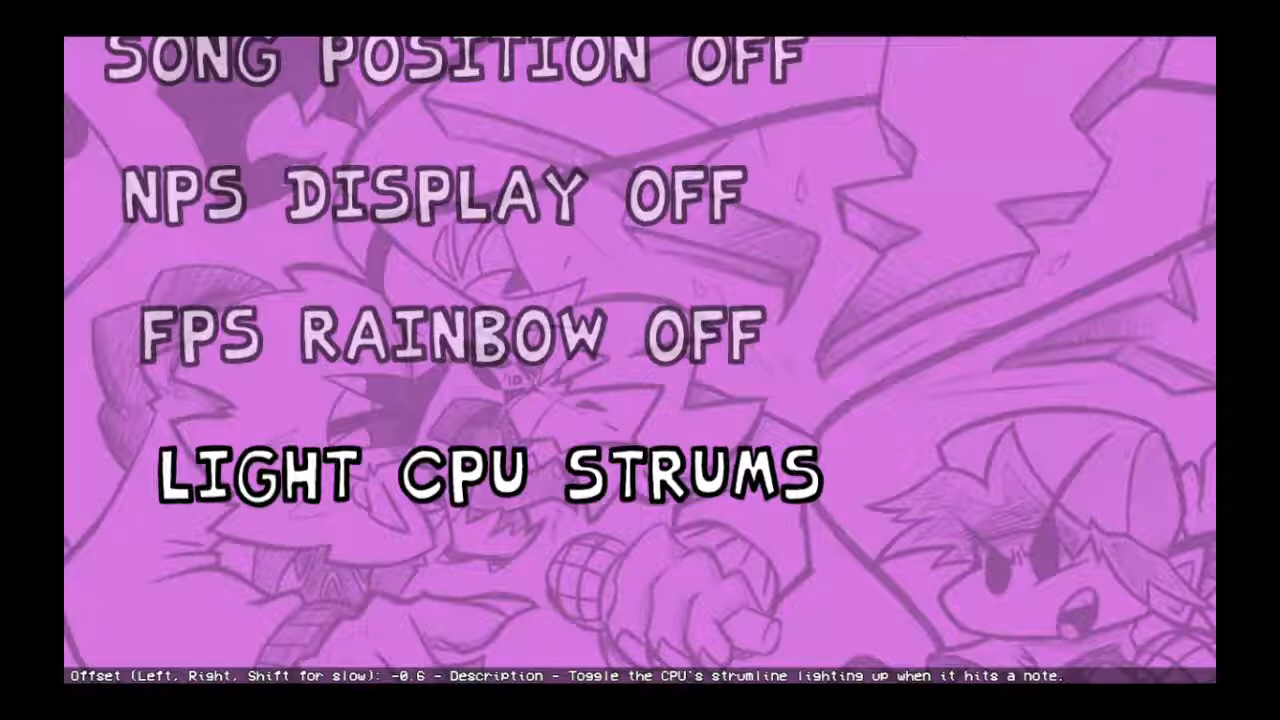 SONG POSITION OFF
NPS DISPLAY OFF
FPS RAINBOW OFF
LIGHT CPU STRUMS
Offset (Left, Right, Shift for slow): -0.6 - Description - Toggle the CPU's strumline lighting up when it hits a note.